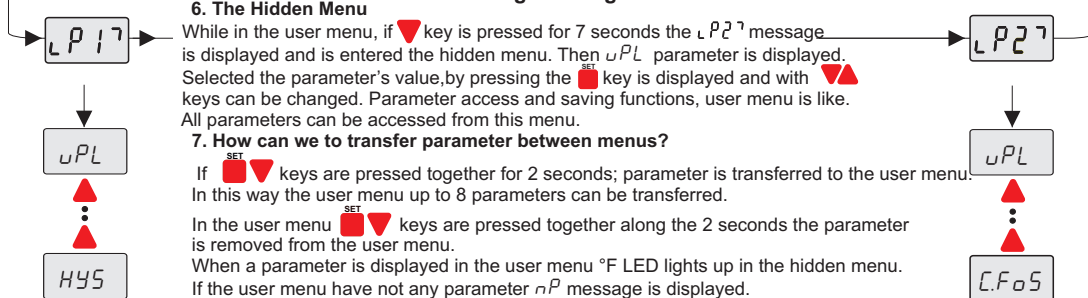 6. The Hidden Menu
While in the user menu, if key is pressed for 7 seconds the ⌊P2⌉ message
is displayed and is entered the hidden menu. Then uPL parameter is displayed.
Selected the parameter's value,by pressing the SET key is displayed and with
keys can be changed. Parameter access and saving functions, user menu is like.
All parameters can be accessed from this menu.
7. How can we to transfer parameter between menus?
If SET keys are pressed together for 2 seconds; parameter is transferred to the user menu.
In this way the user menu up to 8 parameters can be transferred.
In the user menu SET keys are pressed together along the 2 seconds the parameter
is removed from the user menu.
When a parameter is displayed in the user menu °F LED lights up in the hidden menu.
If the user menu have not any parameter nP message is displayed.
⌊P1⌉
uPL
HYS
⌊P2⌉
uPL
C.FoS